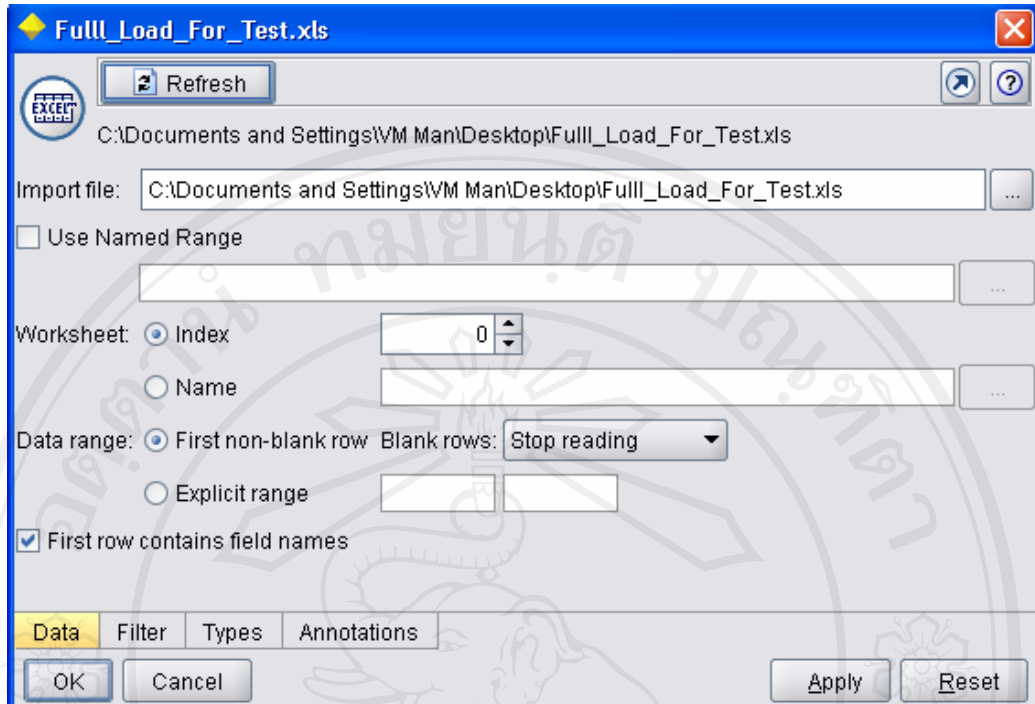 Fulll_Load_For_Test.xls
EXCEL
Refresh
C:\Documents and Settings\VM Man\Desktop\Fulll_Load_For_Test.xls
Import file: C:\Documents and Settings\VM Man\Desktop\Fulll_Load_For_Test.xls ...
Use Named Range
...
Worksheet: Index 0
Name ...
Data range: First non-blank row Blank rows: Stop reading
Explicit range
First row contains field names
Data Filter Types Annotations
OK Cancel Apply Reset